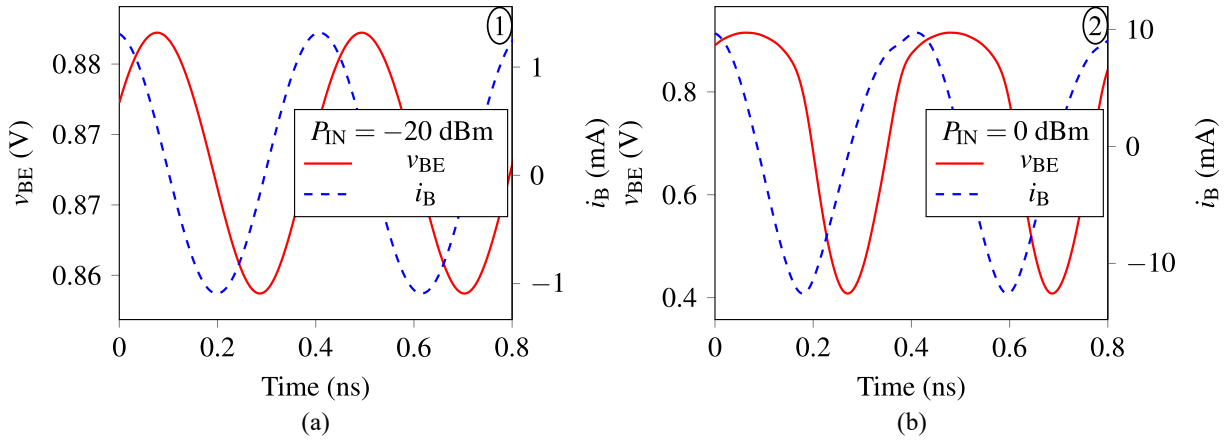 1
0.88
0.87
0.87
0.86
v_BE (V)
1
0
−1
i_B (mA)
P_IN = −20 dBm
v_BE
i_B
0 0.2 0.4 0.6 0.8
Time (ns)
(a)
2
0.8
0.6
0.4
v_BE (V)
10
0
−10
i_B (mA)
P_IN = 0 dBm
v_BE
i_B
0 0.2 0.4 0.6 0.8
Time (ns)
(b)